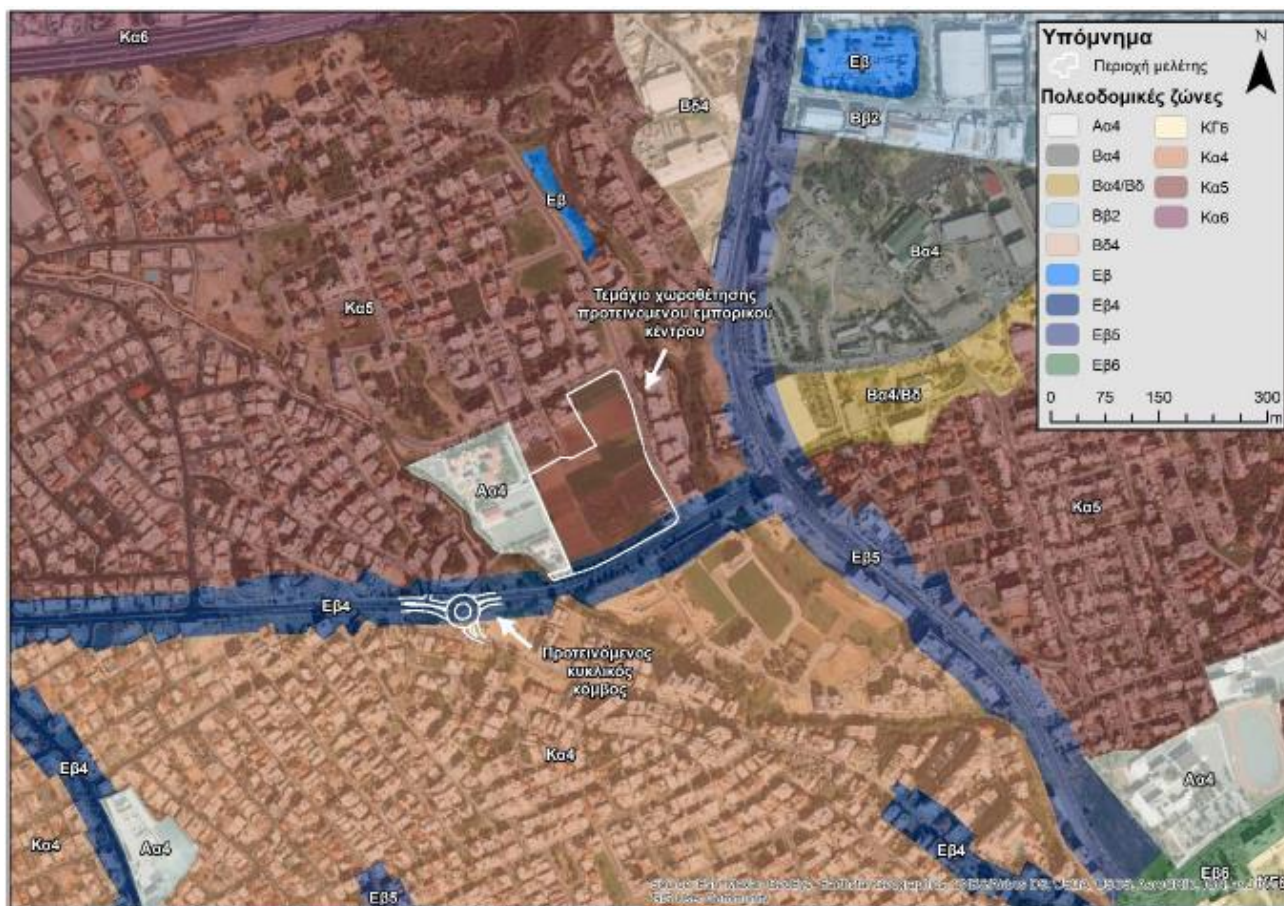 Κα6
Εβ
Ββ2
Βδ4
Υπόμνημα
N
Περιοχή μελέτης
Πολεοδομικές ζώνες
Αα4
ΚΓ6
Βα4
Κα4
Βα4/Βδ
Κα5
Ββ2
Κα6
Βδ4
Εβ
Εβ4
Εβ5
Εβ6
0 75 150 300
m
Εβ
Βα4
Κα5
Τεμάχιο χωροθέτησης
προτεινόμενου εμπορικού
κέντρου
Βα4/Βδ
Αα4
Κα5
Εβ5
Εβ4
Προτεινόμενος
κυκλικός
κόμβος
Κα4
Εβ4
Αα4
Κα4
Αα4
Εβ4
Εβ6
Εβ5